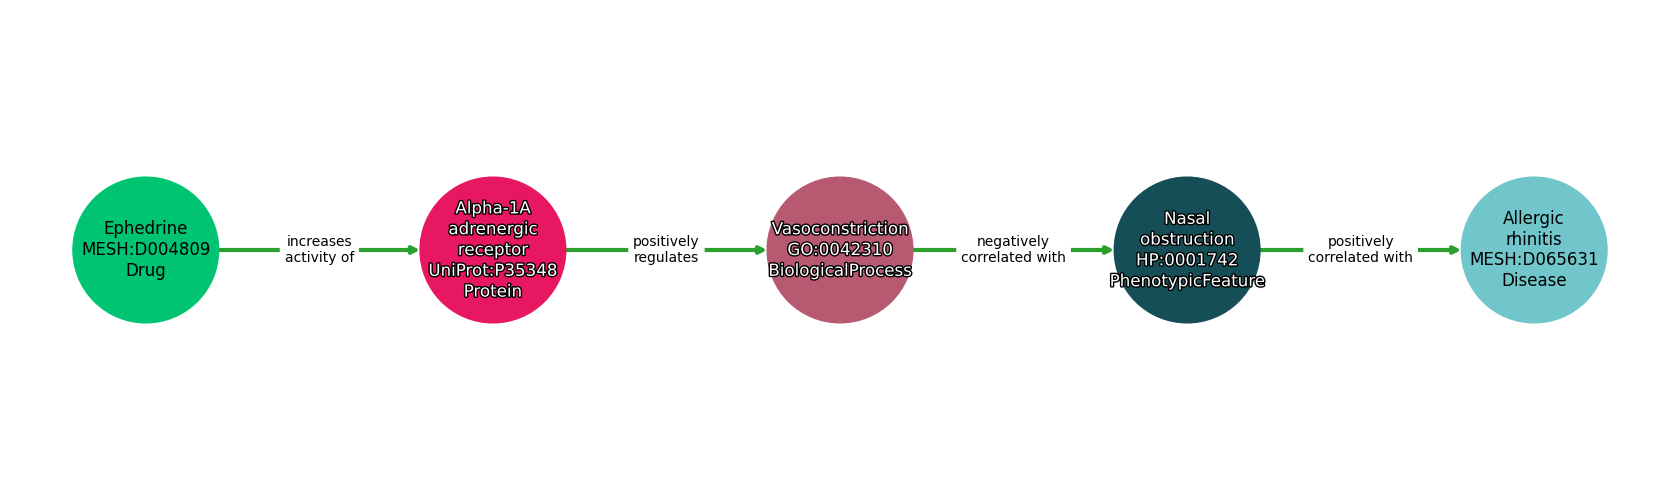 Ephedrine
MESH:D004809
Drug
increases
activity of
Alpha-1A
adrenergic
receptor
UniProt:P35348
Protein
positively
regulates
Vasoconstriction
GO:0042310
BiologicalProcess
negatively
correlated with
Nasal
obstruction
HP:0001742
PhenotypicFeature
positively
correlated with
Allergic
rhinitis
MESH:D065631
Disease